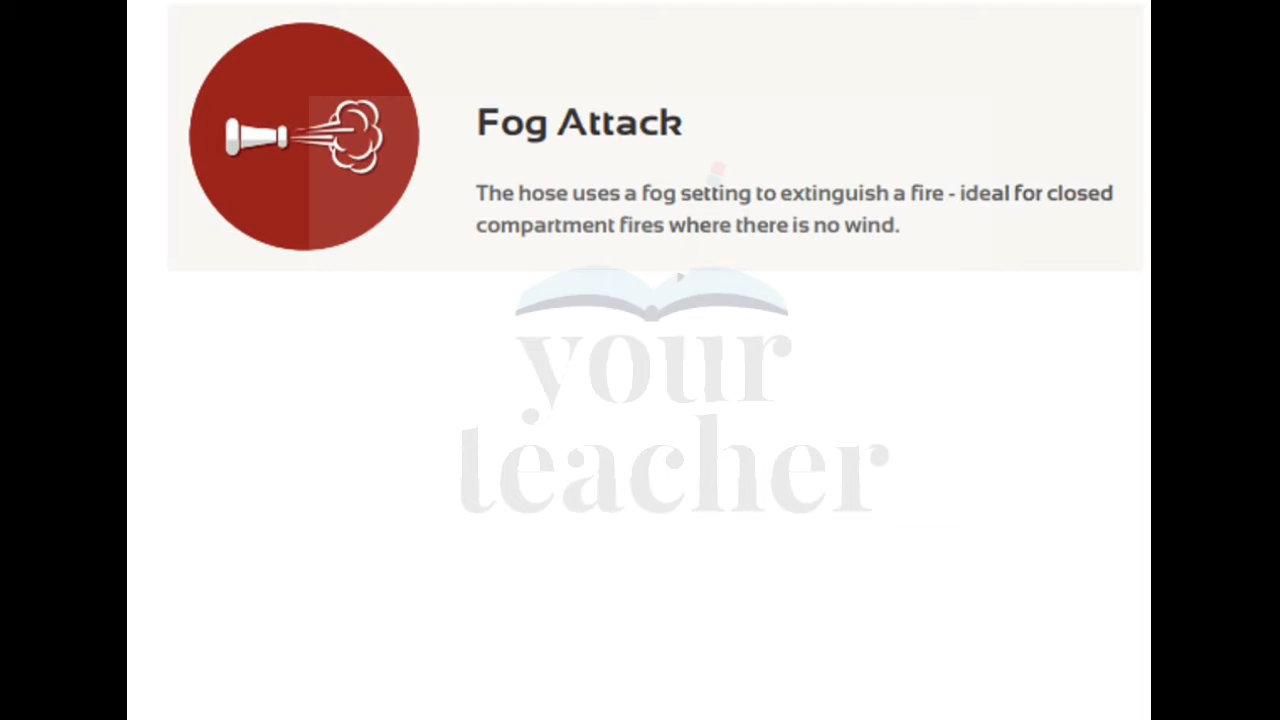 Fog Attack
The hose uses a fog setting to extinguish a fire - ideal for closed
compartment fires where there is no wind.
your
teacher